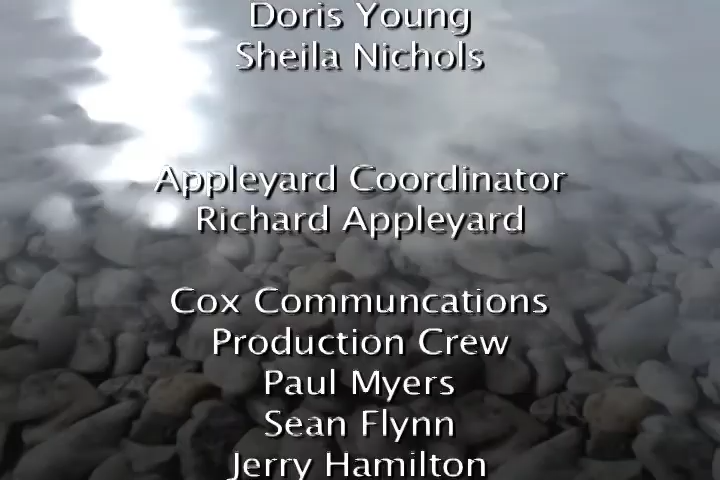 Doris Young
Sheila Nichols
Appleyard Coordinator
Richard Appleyard
Cox Communcations
Production Crew
Paul Myers
Sean Flynn
Jerry Hamilton